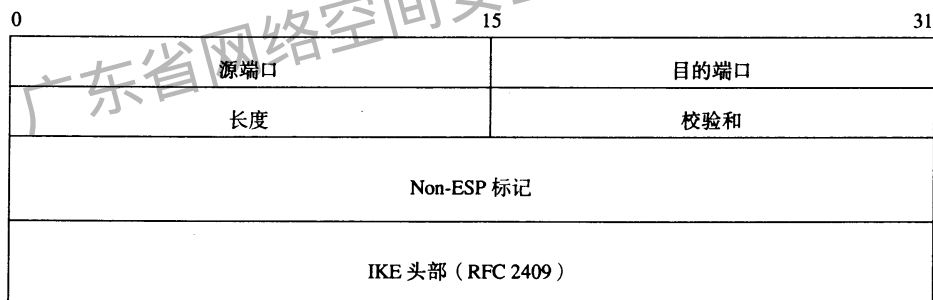 0 15 31
源端口 目的端口
长度 校验和
Non-ESP 标记
IKE 头部（RFC 2409）
广东省网络空间安